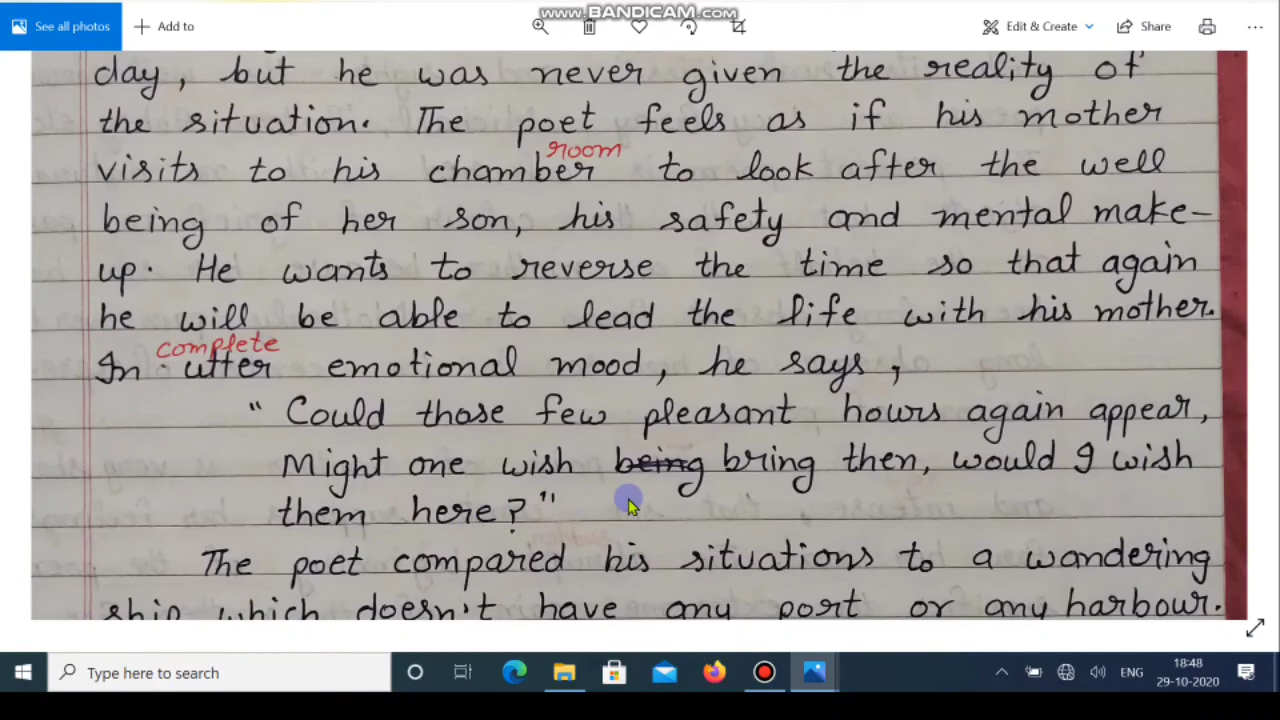 www.BANDICAM.com
See all photos
Add to
Edit & Create
Share
day, but he was never given the reality of
the situation. The poet feels as if his mother
room
visits to his chamber to look after the well
being of her son, his safety and mental make-
up. He wants to reverse the time so that again
he will be able to lead the life with his mother.
complete
In utter emotional mood, he says,
" Could those few pleasant hours again appear,
Might one wish being bring then, would I wish
them here? "
The poet compared his situations to a wandering
ship which doesn't have any port or any harbour.
Type here to search
ENG
18:48
29-10-2020